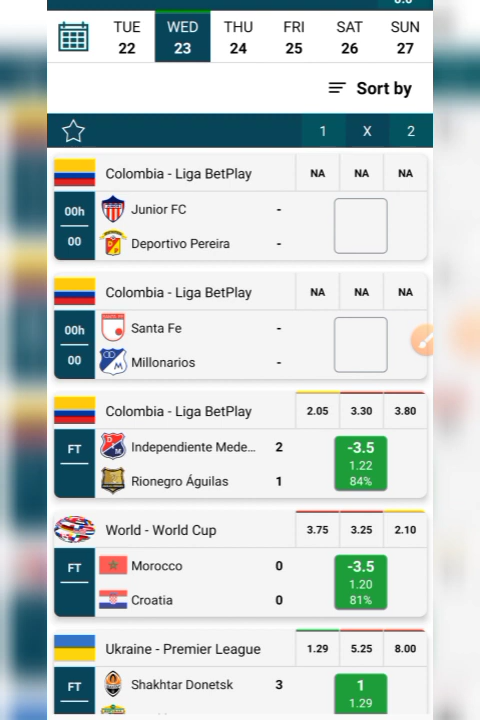 TUE WED THU FRI SAT SUN
22 23 24 25 26 27
Sort by
1 X 2
Colombia - Liga BetPlay NA NA NA
00h Junior FC -
00 Deportivo Pereira -
Colombia - Liga BetPlay NA NA NA
00h Santa Fe -
00 Millonarios -
Colombia - Liga BetPlay 2.05 3.30 3.80
FT Independiente Mede... 2 -3.5
1.22
Rionegro Águilas 1 84%
World - World Cup 3.75 3.25 2.10
FT Morocco 0 -3.5
1.20
Croatia 0 81%
Ukraine - Premier League 1.29 5.25 8.00
FT Shakhtar Donetsk 3 1
1.29